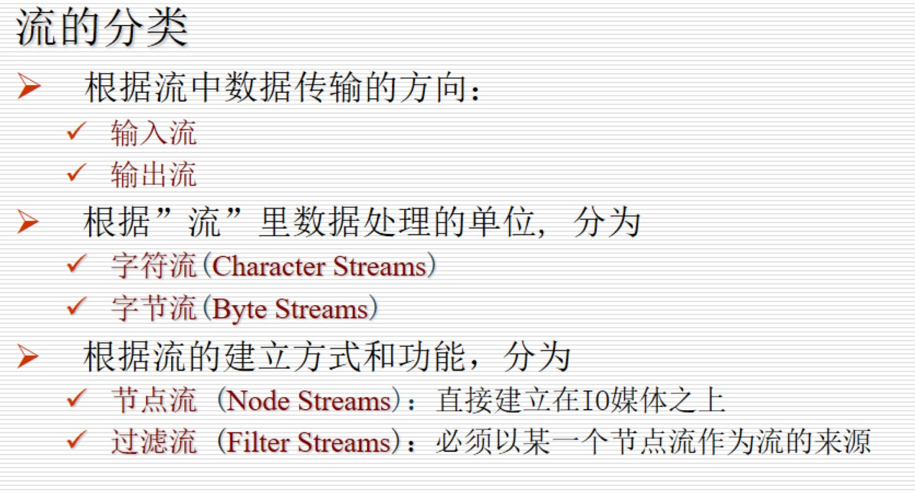 流的分类
根据流中数据传输的方向:
输入流
输出流
根据”流”里数据处理的单位, 分为
字符流(Character Streams)
字节流(Byte Streams)
根据流的建立方式和功能，分为
节点流 (Node Streams)：直接建立在IO媒体之上
过滤流 (Filter Streams)：必须以某一个节点流作为流的来源